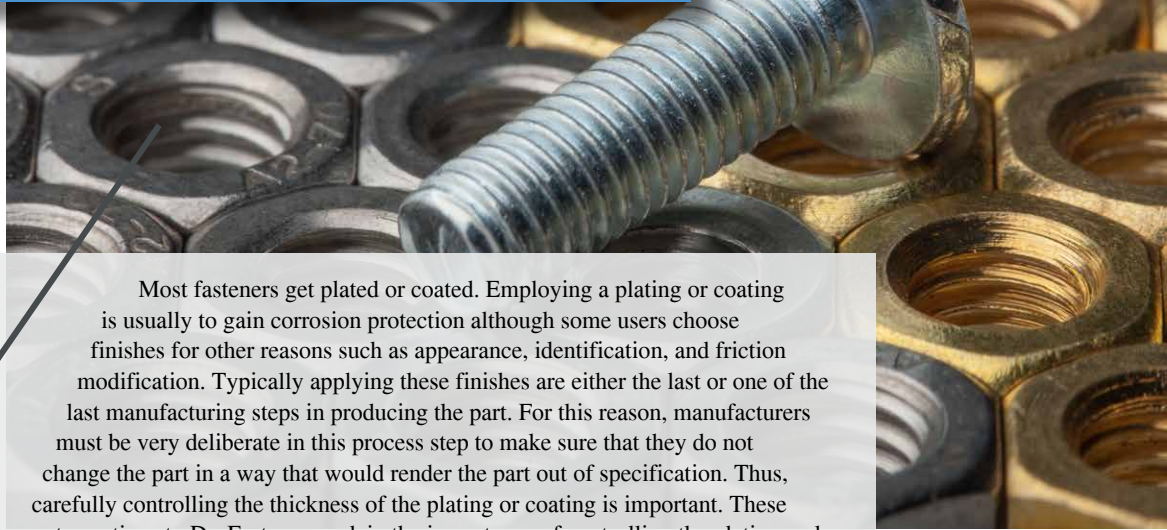 Most fasteners get plated or coated. Employing a plating or coating
is usually to gain corrosion protection although some users choose
finishes for other reasons such as appearance, identification, and friction
modification. Typically applying these finishes are either the last or one of the
last manufacturing steps in producing the part. For this reason, manufacturers
must be very deliberate in this process step to make sure that they do not
change the part in a way that would render the part out of specification. Thus,
carefully controlling the thickness of the plating or coating is important. These